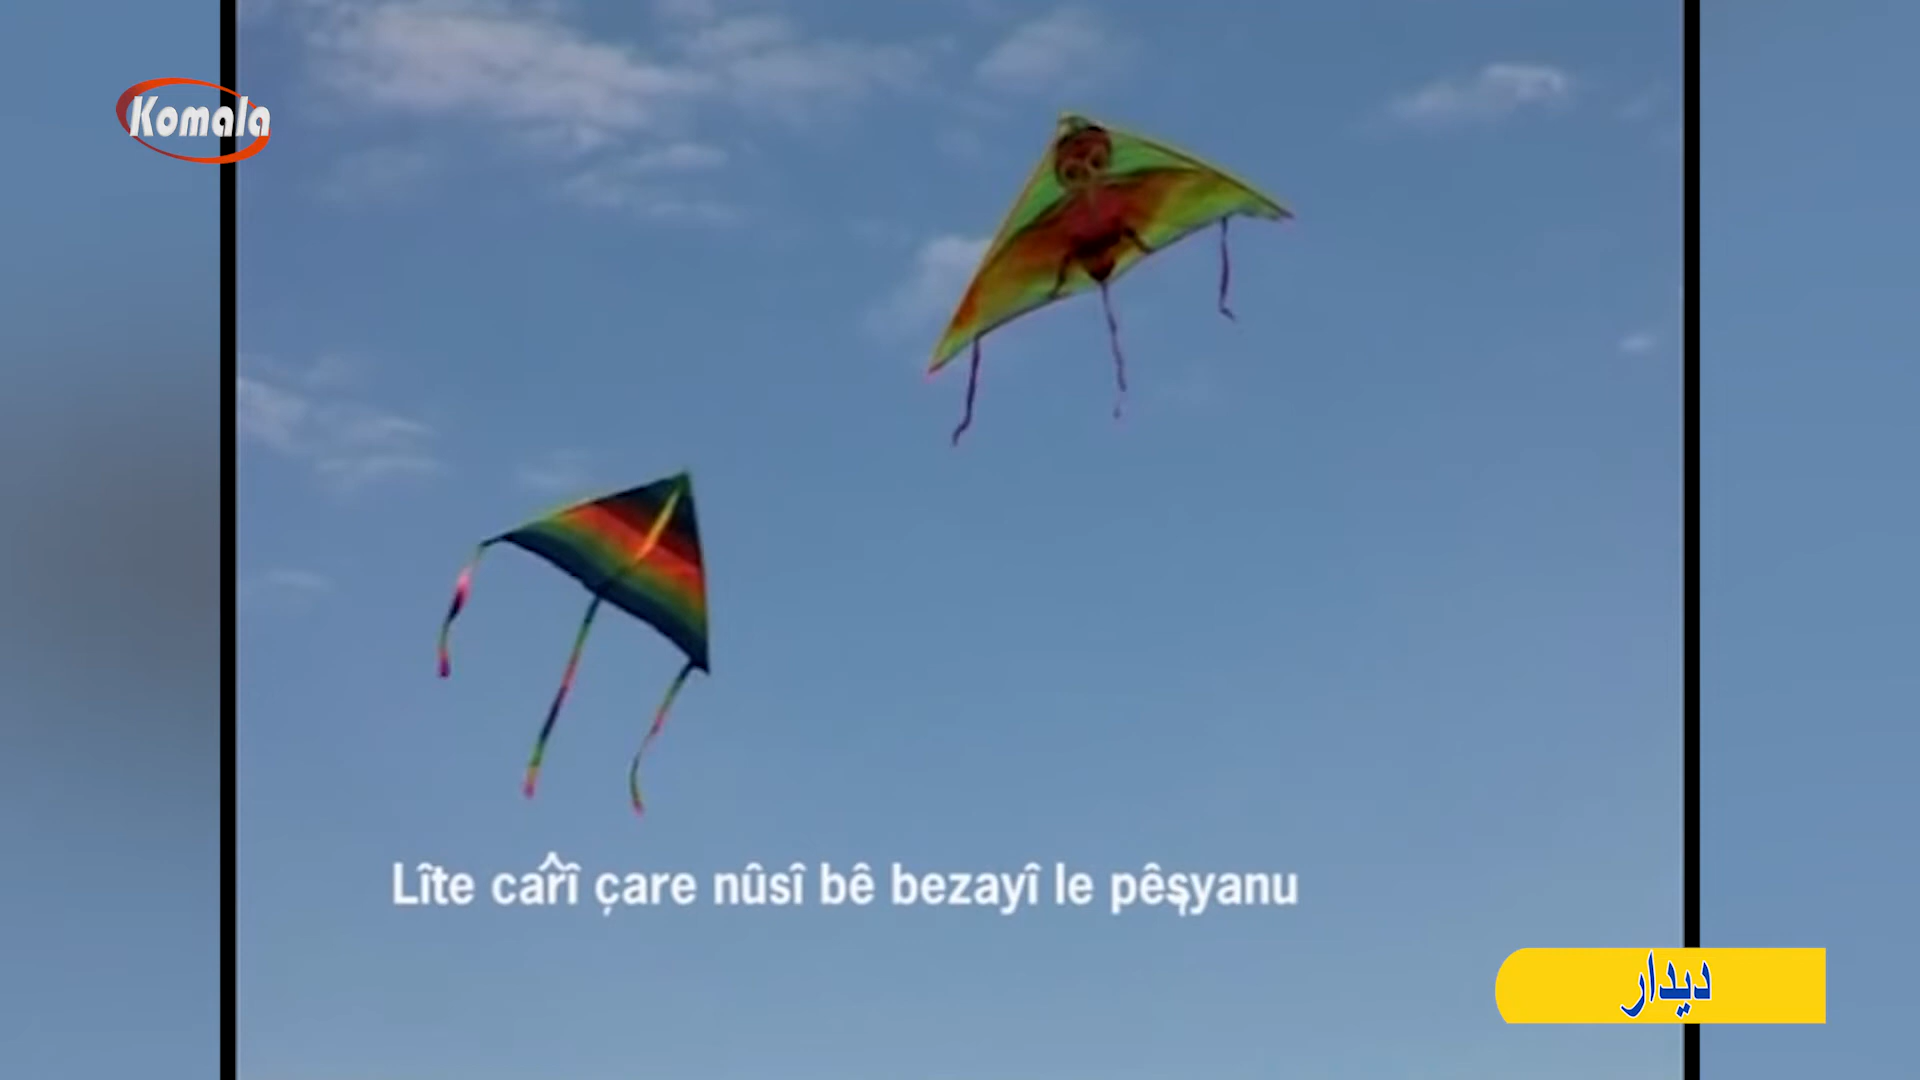 Komala
Lîte car̂î çare nûsî bê bezayî le pêşyanu
دیدار